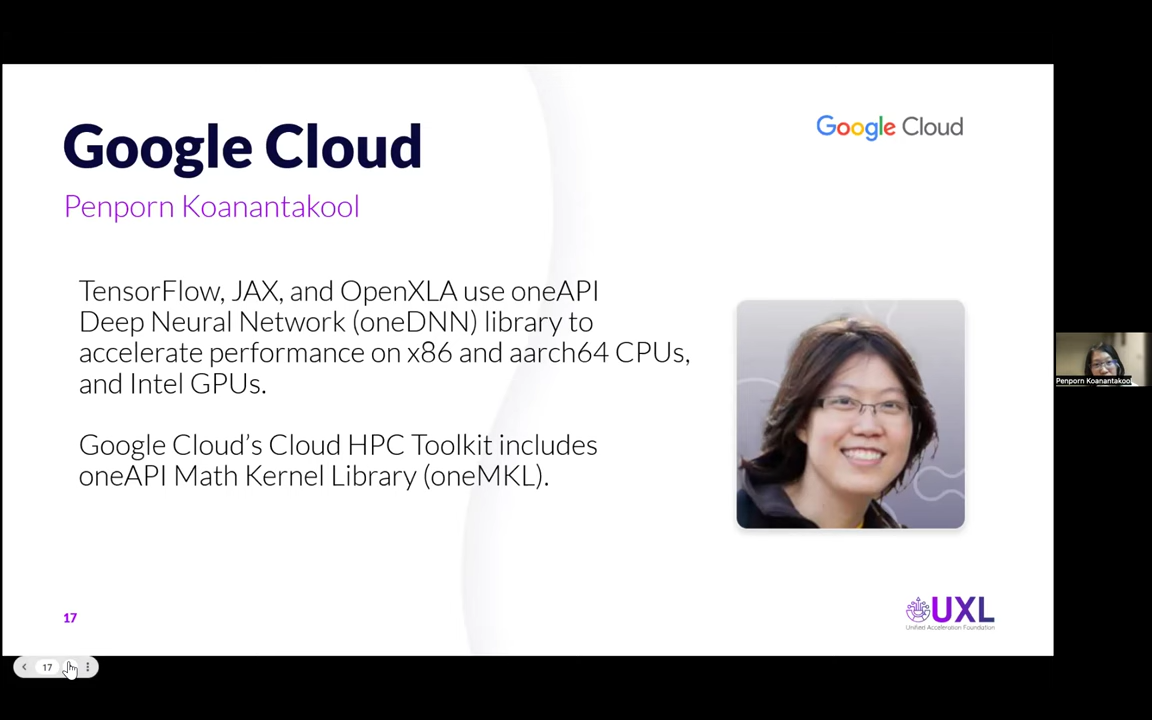 Google Cloud
Google Cloud
Penporn Koanantakool
TensorFlow, JAX, and OpenXLA use oneAPI
Deep Neural Network (oneDNN) library to
accelerate performance on x86 and aarch64 CPUs,
and Intel GPUs.
Google Cloud’s Cloud HPC Toolkit includes
oneAPI Math Kernel Library (oneMKL).
Penporn Koanantakool
17
UXL
Unified Acceleration Foundation
17